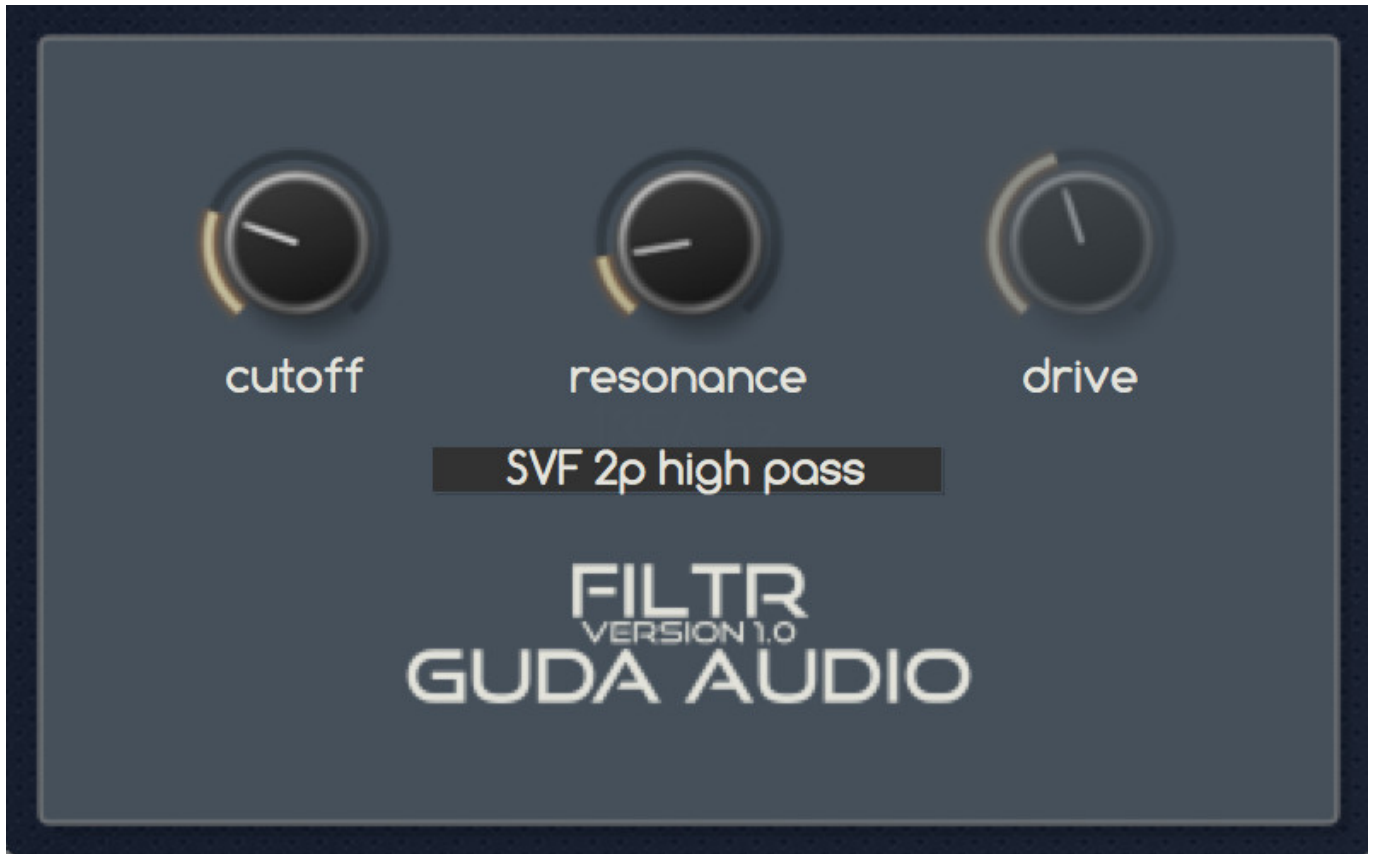 cutoff resonance drive
SVF 2p high pass
FILTR
VERSION 1.0
GUDA AUDIO